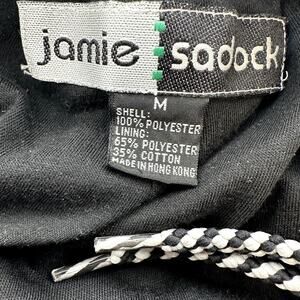 jamie sadock
M
SHELL:
100% POLYESTER
LINING:
65% POLYESTER
35% COTTON
MADE IN HONG KONG